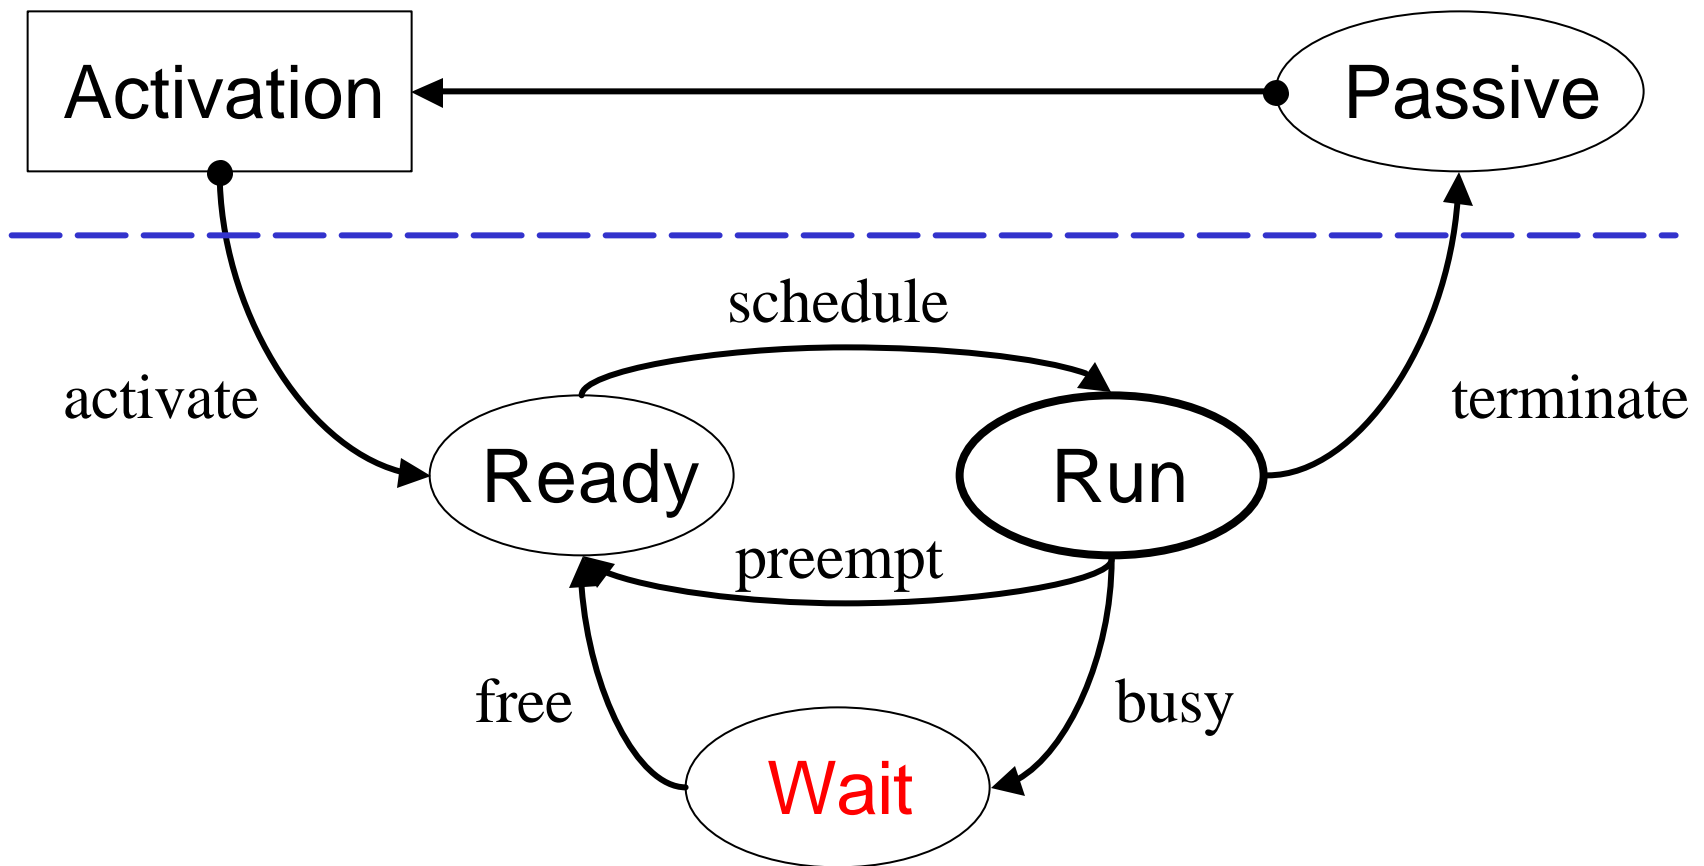 Activation
Passive
schedule
activate
terminate
Ready
Run
preempt
free
busy
Wait